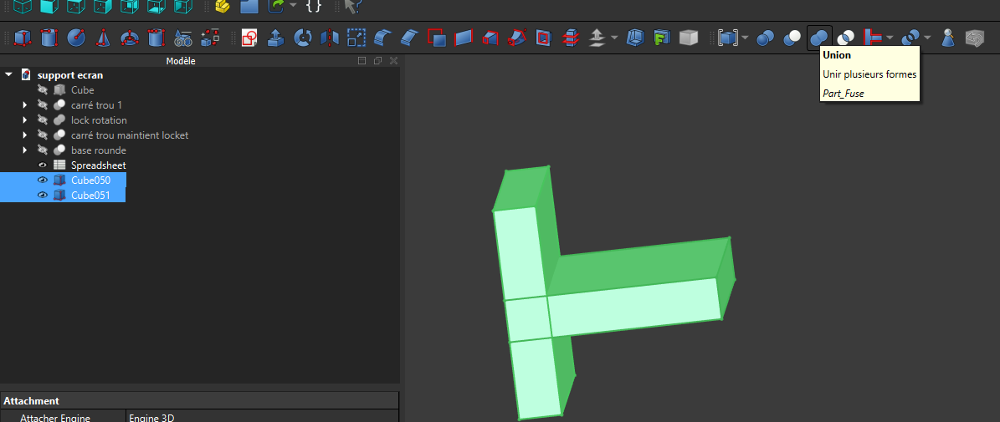 Union
Unir plusieurs formes
Part_Fuse
Modèle
support ecran
Cube
carré trou 1
lock rotation
carré trou maintient locket
base rounde
Spreadsheet
Cube050
Cube051
Attachment
Attacher Engine Engine 3D